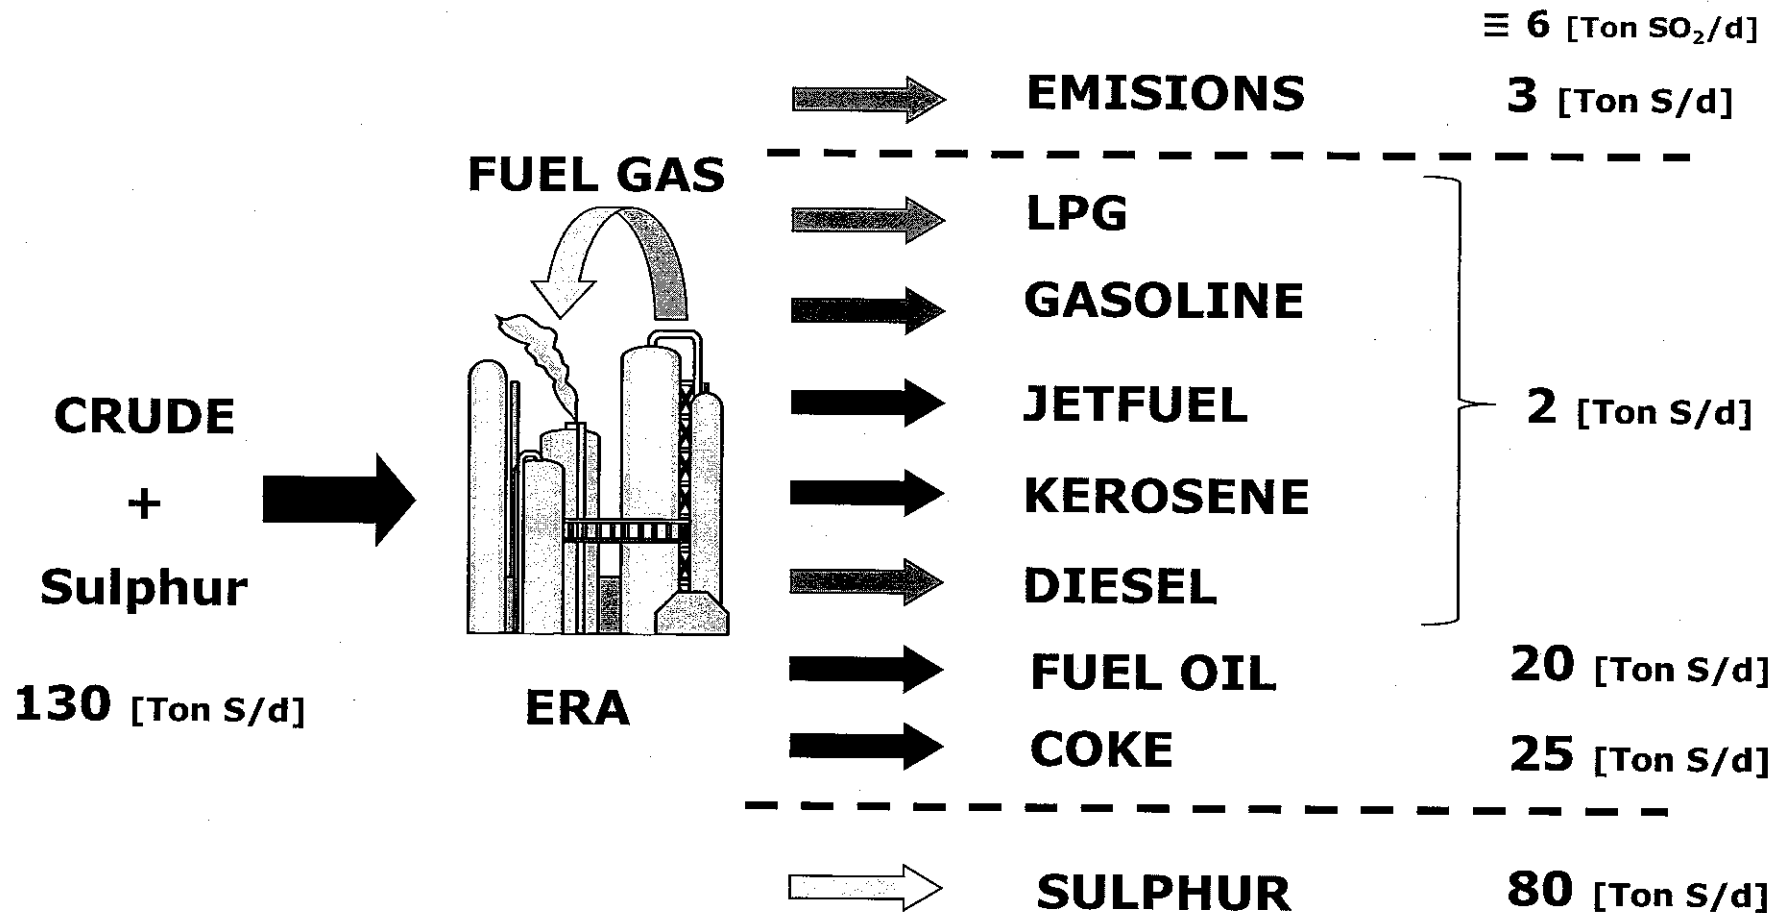 ≡ 6 [Ton SO₂/d]
EMISIONS 3 [Ton S/d]
FUEL GAS
LPG
GASOLINE
JETFUEL
2 [Ton S/d]
KEROSENE
DIESEL
CRUDE
+
Sulphur
130 [Ton S/d]
ERA
FUEL OIL 20 [Ton S/d]
COKE 25 [Ton S/d]
SULPHUR 80 [Ton S/d]